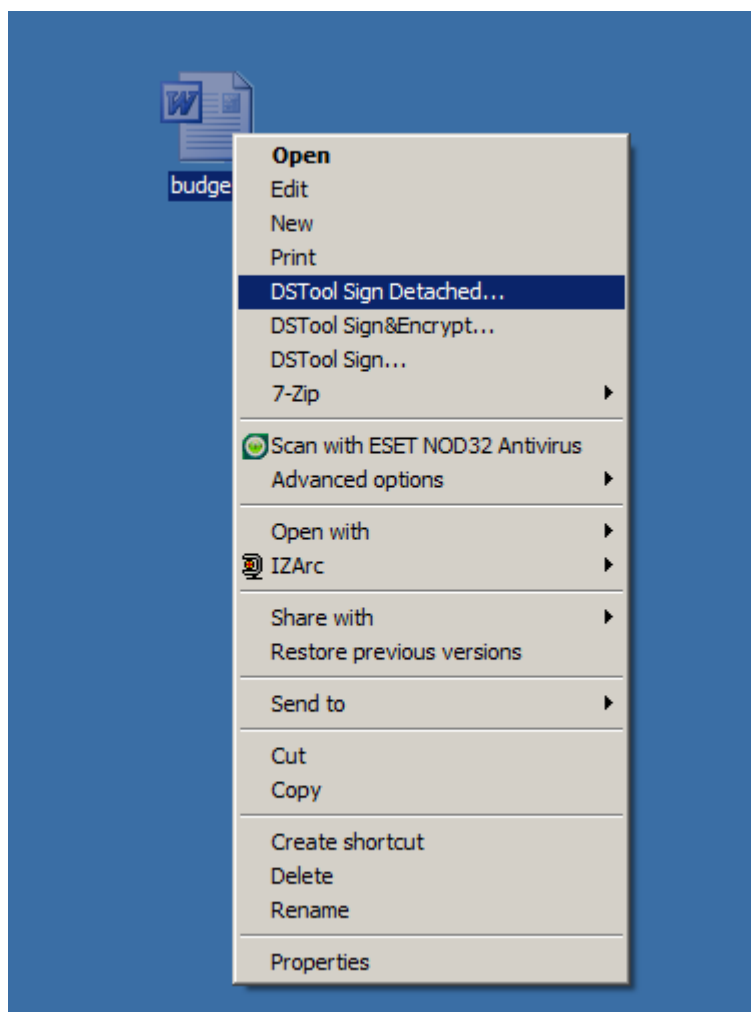 W
budge
Open
Edit
New
Print
DSTool Sign Detached...
DSTool Sign&Encrypt...
DSTool Sign...
7-Zip
Scan with ESET NOD32 Antivirus
Advanced options
Open with
IZArc
Share with
Restore previous versions
Send to
Cut
Copy
Create shortcut
Delete
Rename
Properties